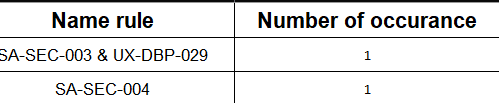 Name rule Number of occurance
SA-SEC-003 & UX-DBP-029 1
SA-SEC-004 1